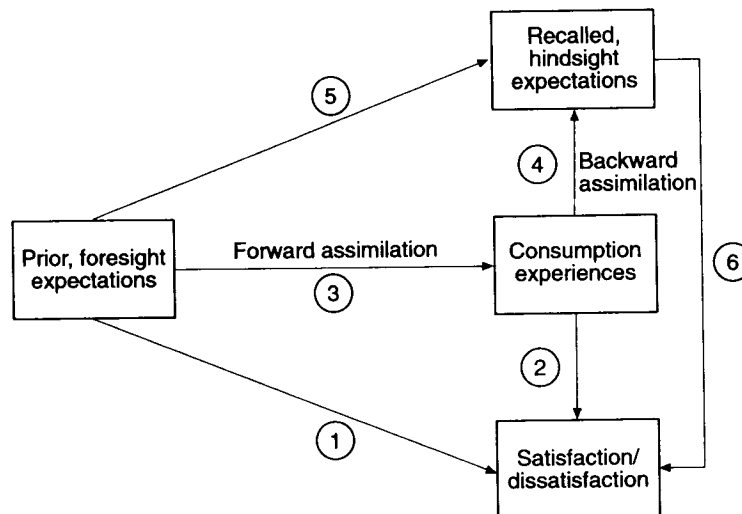 Recalled,
hindsight
expectations
5
4
Backward
assimilation
Prior, foresight
expectations
Forward assimilation
3
Consumption
experiences
6
2
1
Satisfaction/
dissatisfaction